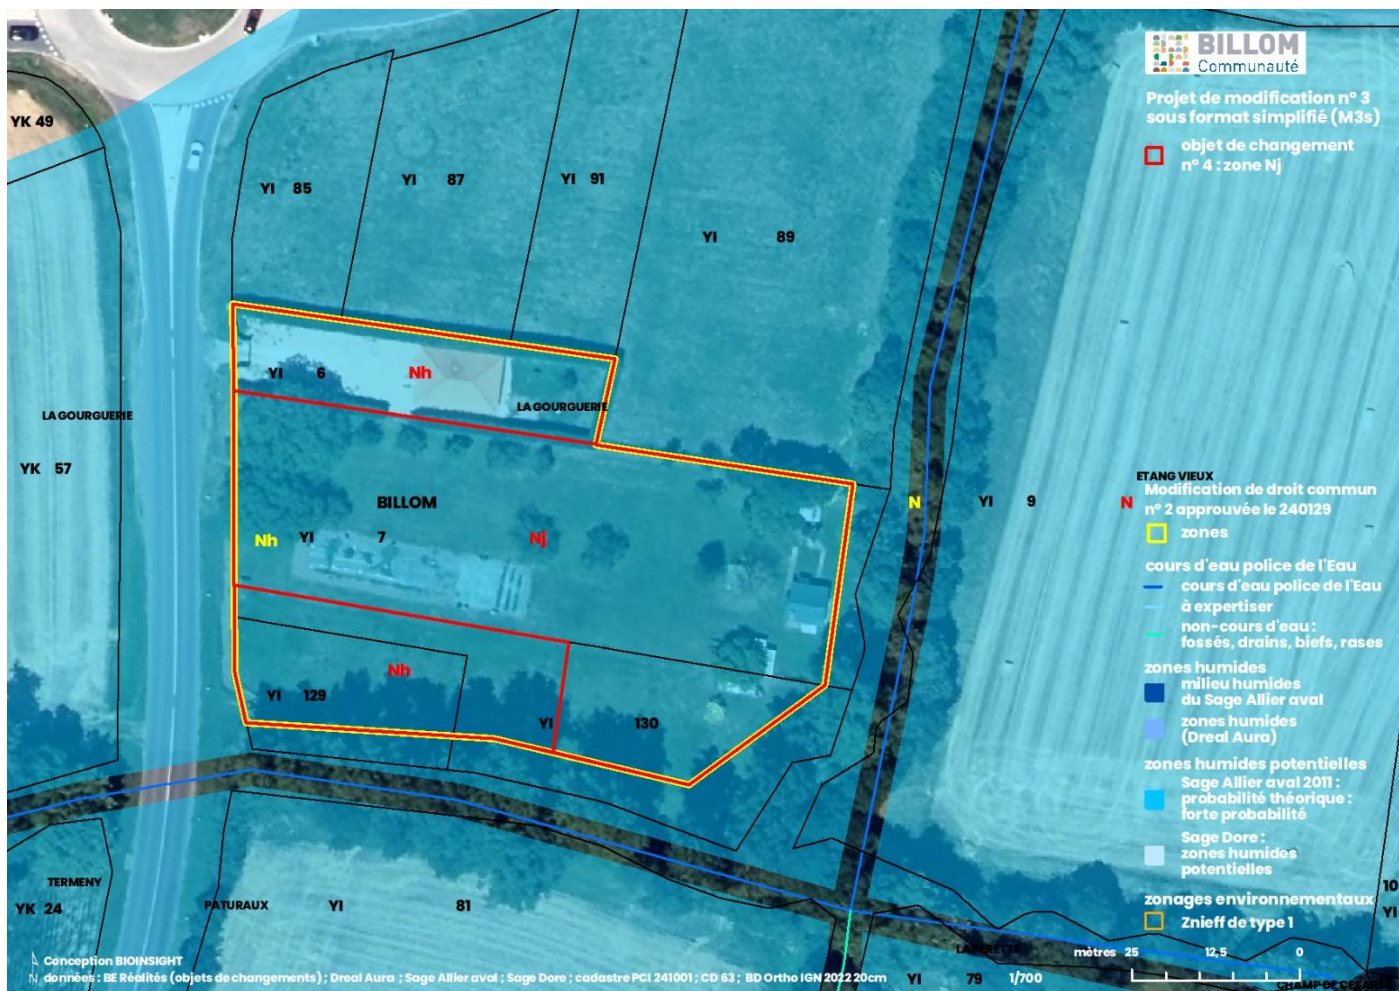 BILLOM
Communauté
Projet de modification n° 3
sous format simplifié (M3s)
objet de changement
n° 4 : zone Nj
YK 49
YI 85
YI 87
YI 91
YI 89
YI 6
Nh
LA GOURGUERIE
LA GOURGUERIE
YK 57
BILLOM
Nh
YI 7
Nj
N
YI 9
N
ETANG VIEUX
Modification de droit commun
n° 2 approuvée le 240129
zones
cours d'eau police de l'Eau
cours d'eau police de l'Eau
à expertiser
non-cours d'eau :
fossés, drains, biefs, rases
zones humides
milieu humides
du Sage Allier aval
zones humides
(Dreal Aura)
zones humides potentielles
Sage Allier aval 2011 :
probabilité théorique :
forte probabilité
Sage Dore :
zones humides
potentielles
zonages environnementaux
Znieff de type 1
Nh
YI 129
YI 130
TERMENY
YK 24
PATURAUX
YI 81
10
YI
mètres 25 12,5 0
1/700
YI 79
Conception BIOINSIGHT
N données : BE Réalités (objets de changements) ; Dreal Aura ; Sage Allier aval ; Sage Dore ; cadastre PCI 241001 ; CD 63 ; BD Ortho IGN 2022 20cm